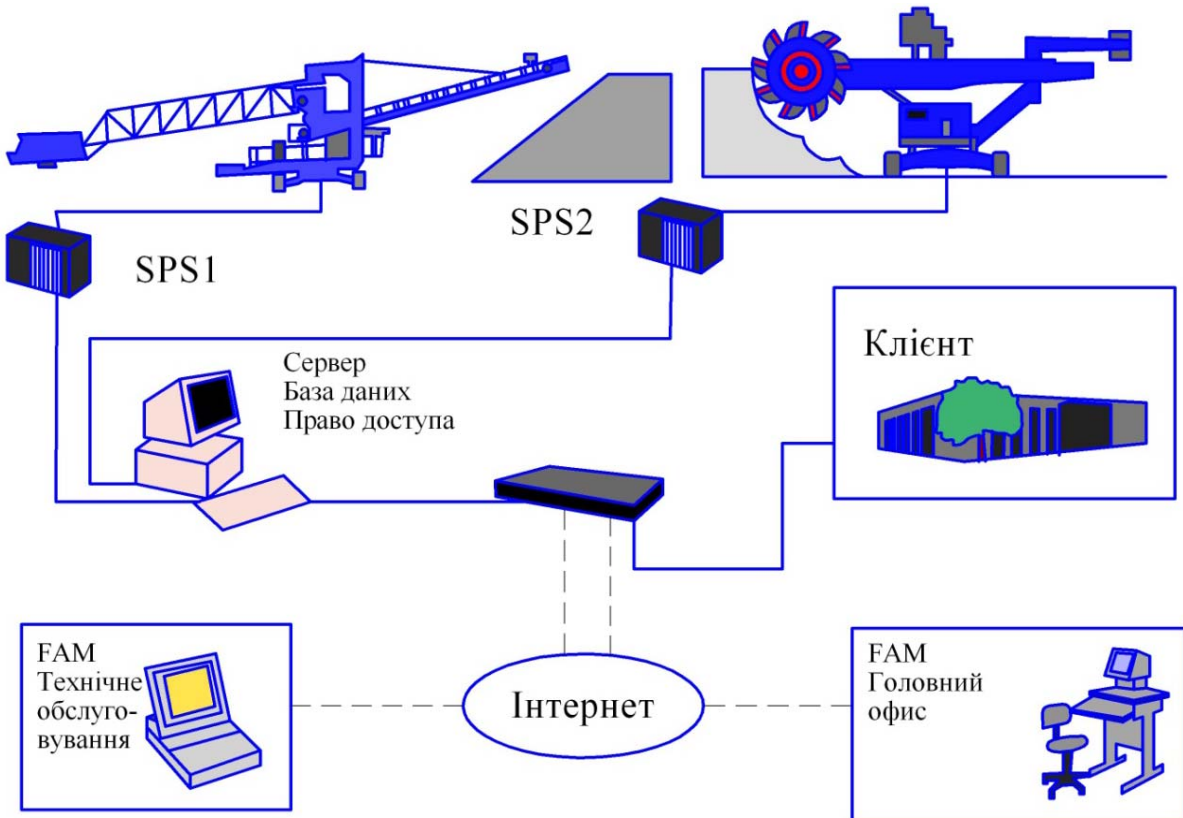 SPS1
SPS2
Сервер
База даних
Право доступа
Клієнт
FAM
Технічне
обслуго-
вування
Інтернет
FAM
Головний
офис